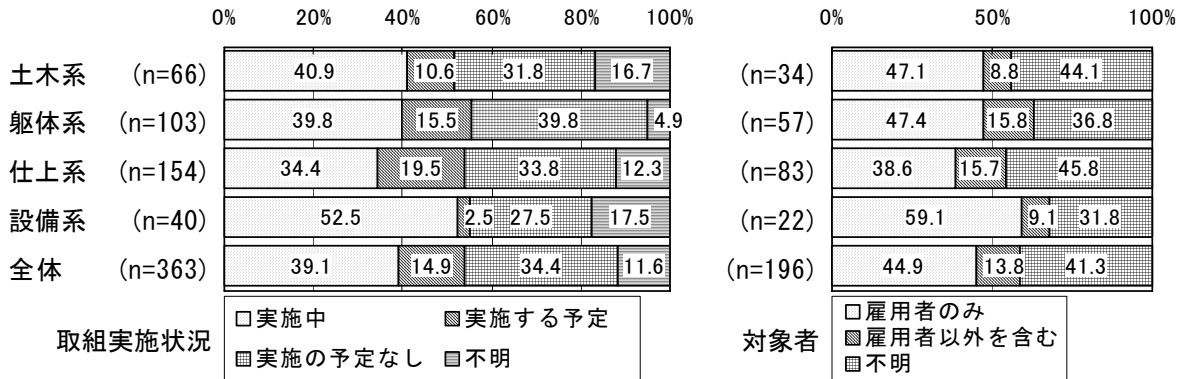 0% 20% 40% 60% 80% 100% 0% 50% 100%
土木系 (n=66) 40.9 10.6 31.8 16.7 (n=34) 47.1 8.8 44.1
躯体系 (n=103) 39.8 15.5 39.8 4.9 (n=57) 47.4 15.8 36.8
仕上系 (n=154) 34.4 19.5 33.8 12.3 (n=83) 38.6 15.7 45.8
設備系 (n=40) 52.5 2.5 27.5 17.5 (n=22) 59.1 9.1 31.8
全体 (n=363) 39.1 14.9 34.4 11.6 (n=196) 44.9 13.8 41.3
取組実施状況
実施中 実施する予定
実施の予定なし 不明
対象者
雇用者のみ
雇用者以外を含む
不明